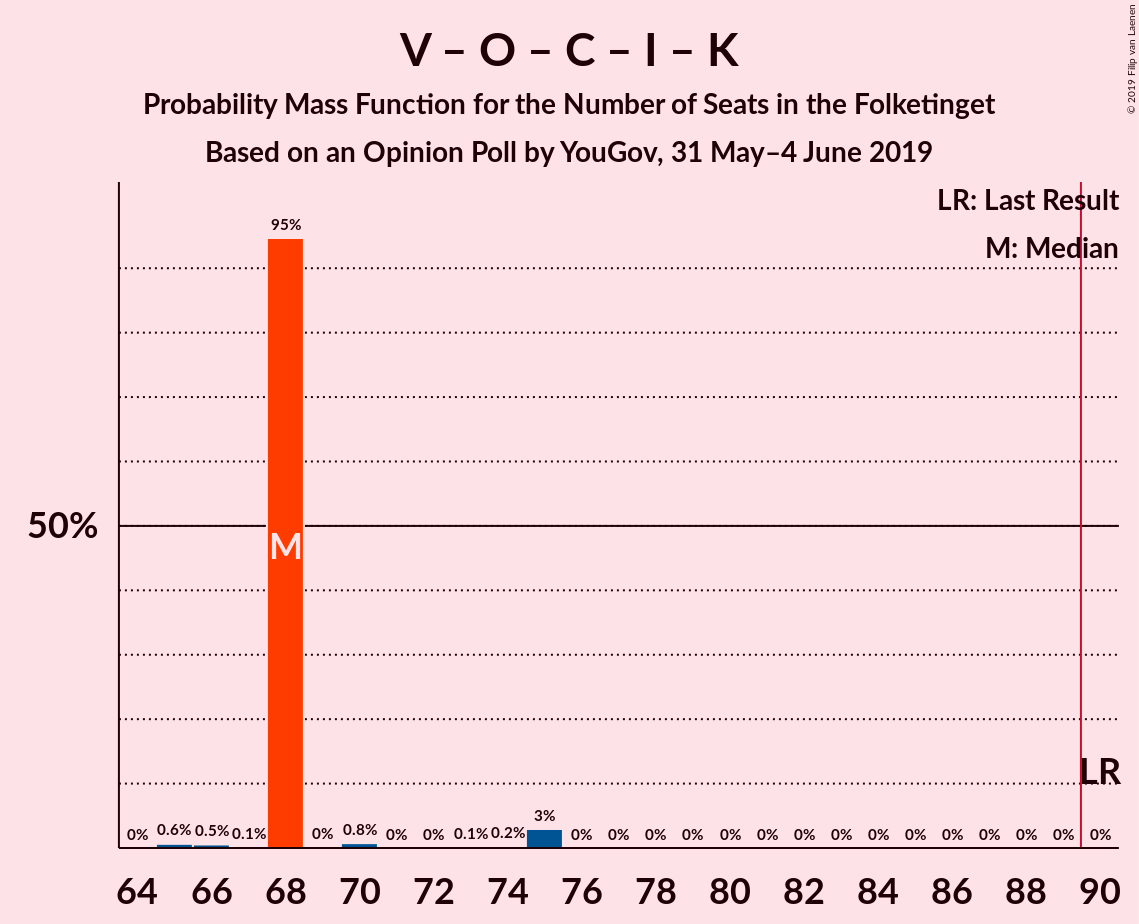 V – O – C – I – K
Probability Mass Function for the Number of Seats in the Folketinget
Based on an Opinion Poll by YouGov, 31 May–4 June 2019
© 2019 Filip van Laenen
LR: Last Result
M: Median
95%
50%
M
LR
0% 0.6% 0.5% 0.1% 0% 0.8% 0% 0% 0.1% 0.2% 3% 0% 0% 0% 0% 0% 0% 0% 0% 0% 0% 0% 0% 0% 0% 0%
64 66 68 70 72 74 76 78 80 82 84 86 88 90